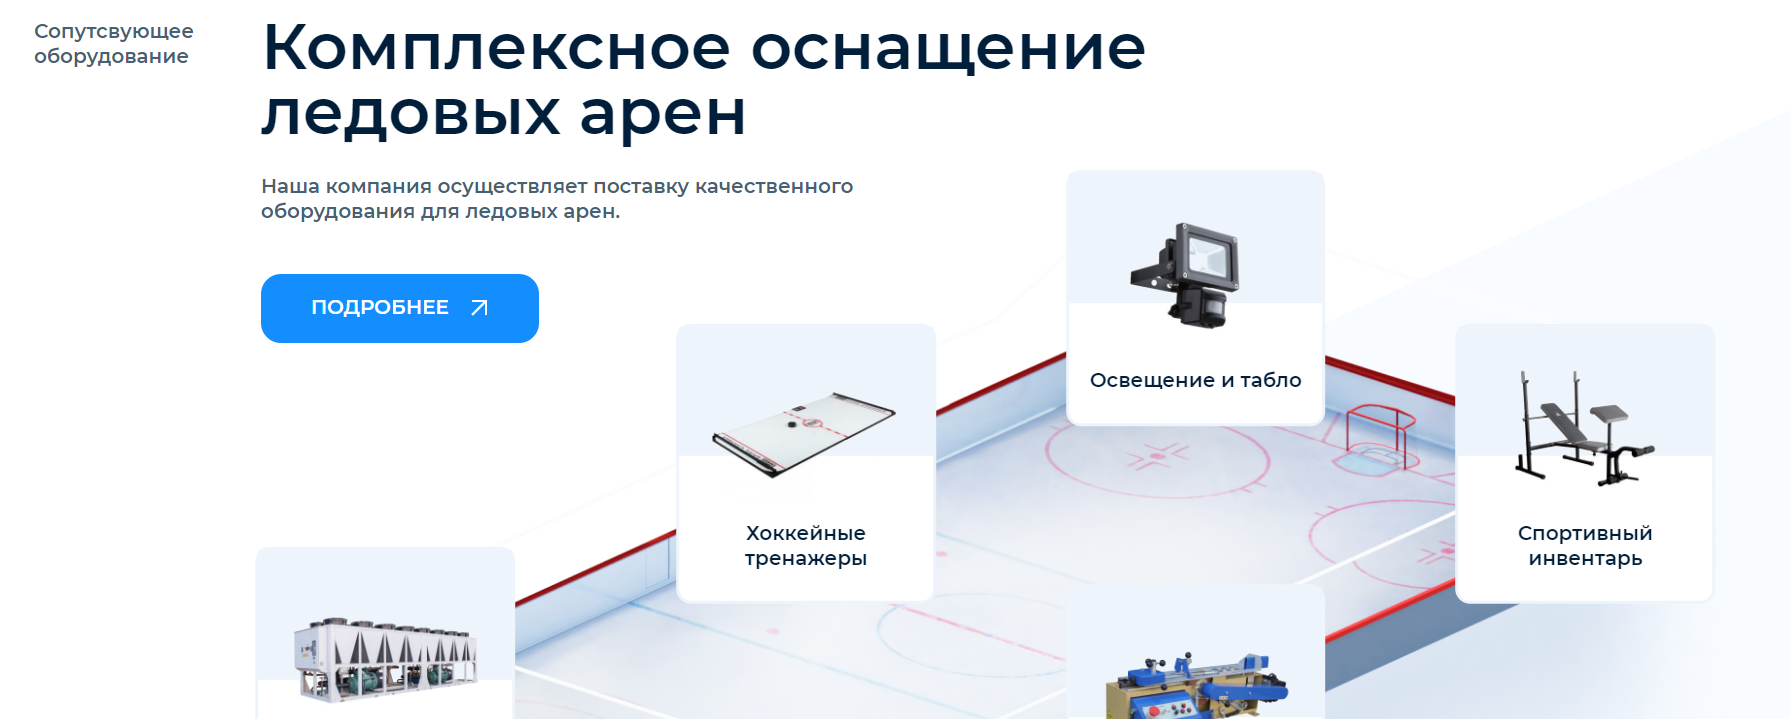 Сопутсвующее
оборудование
Комплексное оснащение
ледовых арен
Наша компания осуществляет поставку качественного
оборудования для ледовых арен.
ПОДРОБНЕЕ
Освещение и табло
Хоккейные
тренажеры
Спортивный
инвентарь